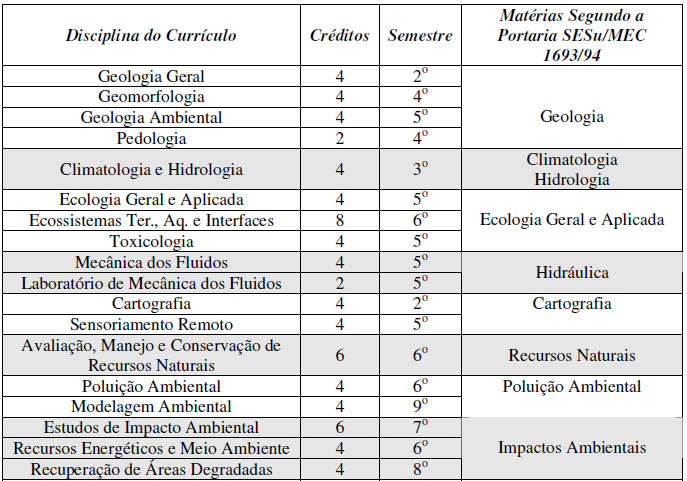 Disciplina do Currículo Créditos Semestre Matérias Segundo a Portaria SESu/MEC 1693/94
Geologia Geral 4 2º Geologia
Geomorfologia 4 4º
Geologia Ambiental 4 5º
Pedologia 2 4º
Climatologia e Hidrologia 4 3º Climatologia Hidrologia
Ecologia Geral e Aplicada 4 5º Ecologia Geral e Aplicada
Ecossistemas Ter., Aq. e Interfaces 8 6º
Toxicologia 4 5º
Mecânica dos Fluidos 4 5º Hidráulica
Laboratório de Mecânica dos Fluidos 2 5º
Cartografia 4 2º Cartografia
Sensoriamento Remoto 4 5º
Avaliação, Manejo e Conservação de Recursos Naturais 6 6º Recursos Naturais
Poluição Ambiental 4 6º Poluição Ambiental
Modelagem Ambiental 4 9º
Estudos de Impacto Ambiental 6 7º Impactos Ambientais
Recursos Energéticos e Meio Ambiente 4 6º
Recuperação de Áreas Degradadas 4 8º